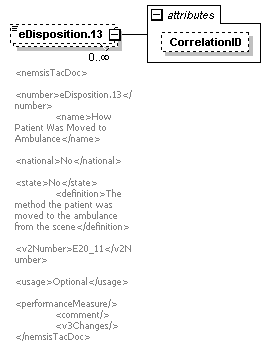 attributes
eDisposition.13
CorrelationID
0..∞
<nemsisTacDoc>
<number>eDisposition.13</
number>
<name>How
Patient Was Moved to
Ambulance</name>
<national>No</national>
<state>No</state>
<definition>The
method the patient was
moved to the ambulance
from the scene</definition>
<v2Number>E20_11</v2N
umber>
<usage>Optional</usage>
<performanceMeasure/>
<comment/>
<v3Changes/>
</nemsisTacDoc>